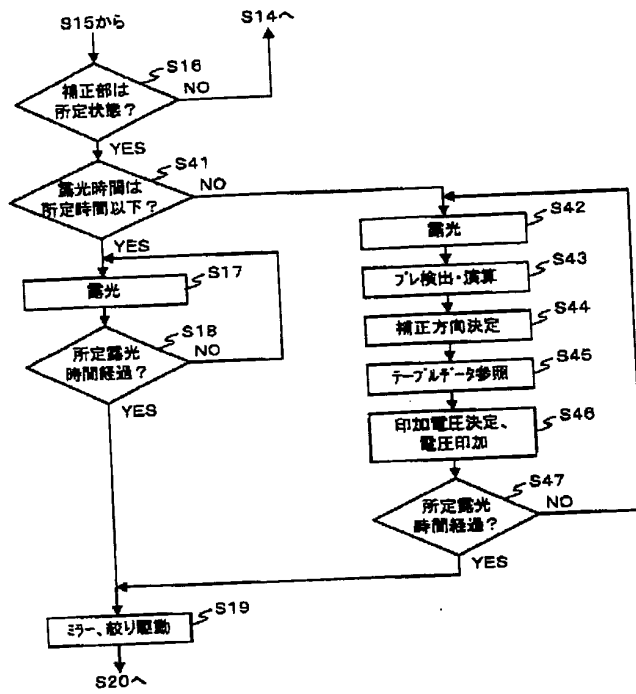 S15から
S14へ
S16
補正部は
所定状態?
NO
YES
S41
露光時間は
所定時間以下?
NO
YES
S17
露光
S18
所定露光
時間経過?
NO
YES
S42
露光
S43
ブレ検出・演算
S44
補正方向決定
S45
テーブルデータ参照
S46
印加電圧決定、
電圧印加
S47
所定露光
時間経過?
NO
YES
S19
ミラー、絞り駆動
S20へ